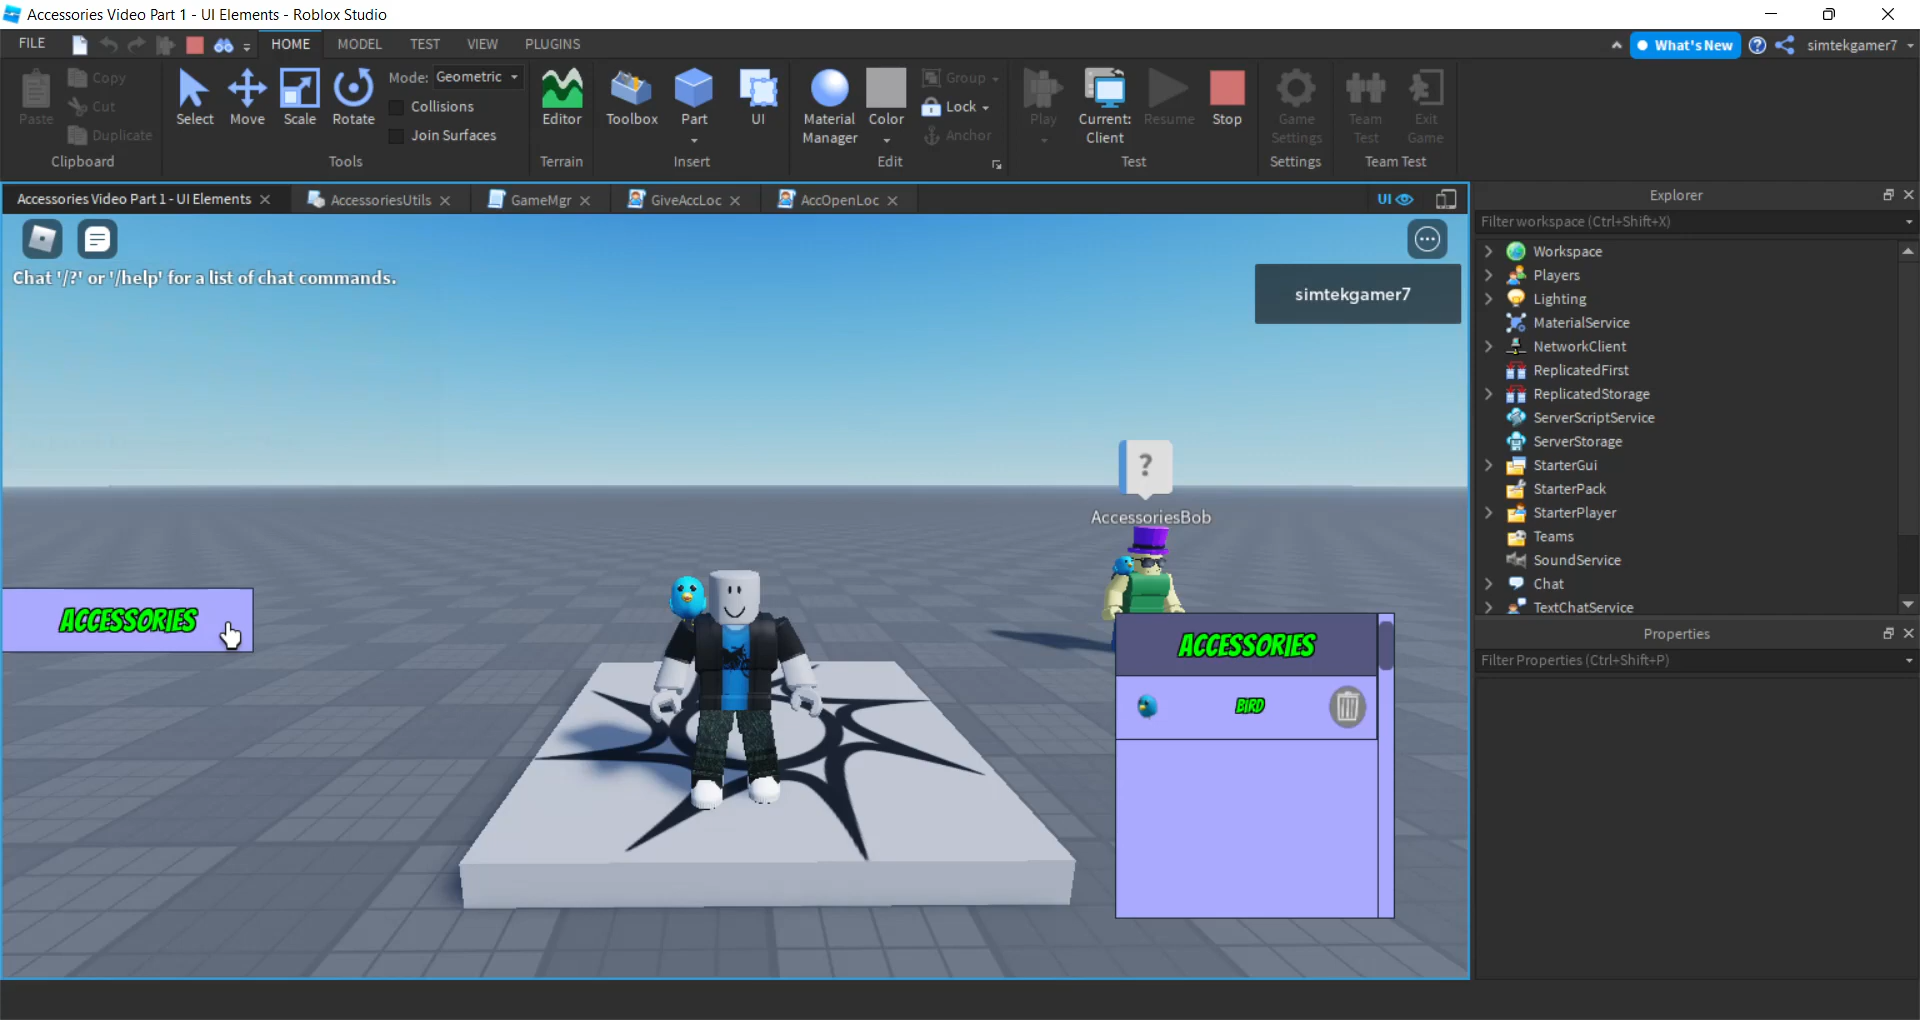 Accessories Video Part 1 - UI Elements - Roblox Studio
FILE HOME MODEL TEST VIEW PLUGINS What's New simtekgamer7
Paste Copy Cut Duplicate
Clipboard
Select Move Scale Rotate
Mode: Geometric
Collisions
Join Surfaces
Tools
Editor
Terrain
Toolbox Part UI
Insert
Material Manager Color
Group
Lock
Anchor
Edit
Play Current: Client Resume Stop
Test
Game Settings
Settings
Team Test Exit Game
Team Test
Accessories Video Part 1 - UI Elements AccessoriesUtils GameMgr GiveAccLoc AccOpenLoc UI
Chat '/?' or '/help' for a list of chat commands.
simtekgamer7
?
AccessoriesBob
ACCESSORIES
ACCESSORIES
BIRD
Explorer
Filter workspace (Ctrl+Shift+X)
Workspace
Players
Lighting
MaterialService
NetworkClient
ReplicatedFirst
ReplicatedStorage
ServerScriptService
ServerStorage
StarterGui
StarterPack
StarterPlayer
Teams
SoundService
Chat
TextChatService
Properties
Filter Properties (Ctrl+Shift+P)